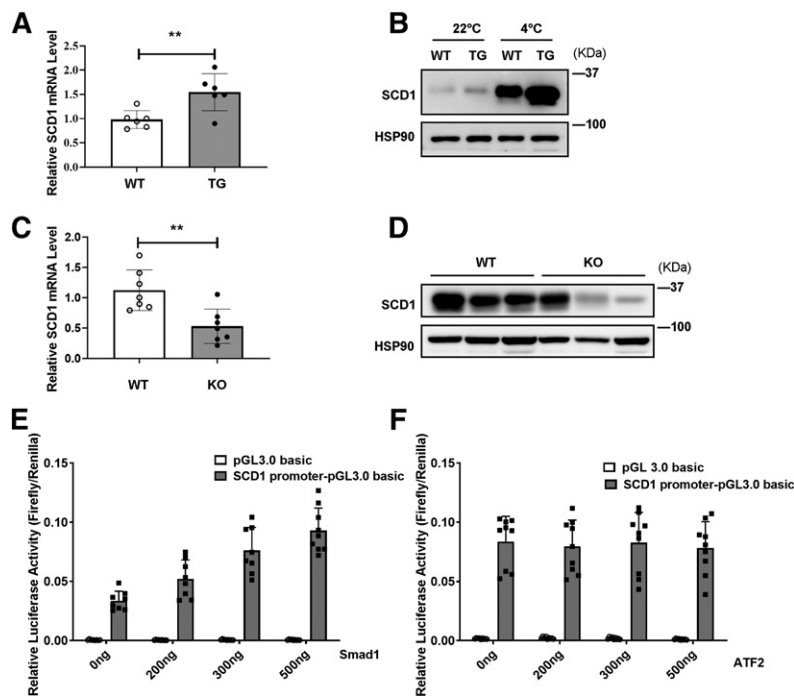 A
Relative SCD1 mRNA Level
2.5
2.0
1.5
1.0
0.5
0.0
**
WT
TG
B
22°C
4°C
WT
TG
WT
TG
(KDa)
SCD1
—37
HSP90
—100
C
Relative SCD1 mRNA Level
2.0
1.5
1.0
0.5
0.0
**
WT
KO
D
WT
KO
(KDa)
SCD1
—37
HSP90
—100
E
Relative Luciferase Activity (Firefly/Renilla)
0.15
0.10
0.05
0.00
pGL3.0 basic
SCD1 promoter-pGL3.0 basic
0ng
200ng
300ng
500ng
Smad1
F
Relative Luciferase Activity (Firefly/Renilla)
0.15
0.10
0.05
0.00
pGL 3.0 basic
SCD1 promoter-pGL3.0 basic
0ng
200ng
300ng
500ng
ATF2